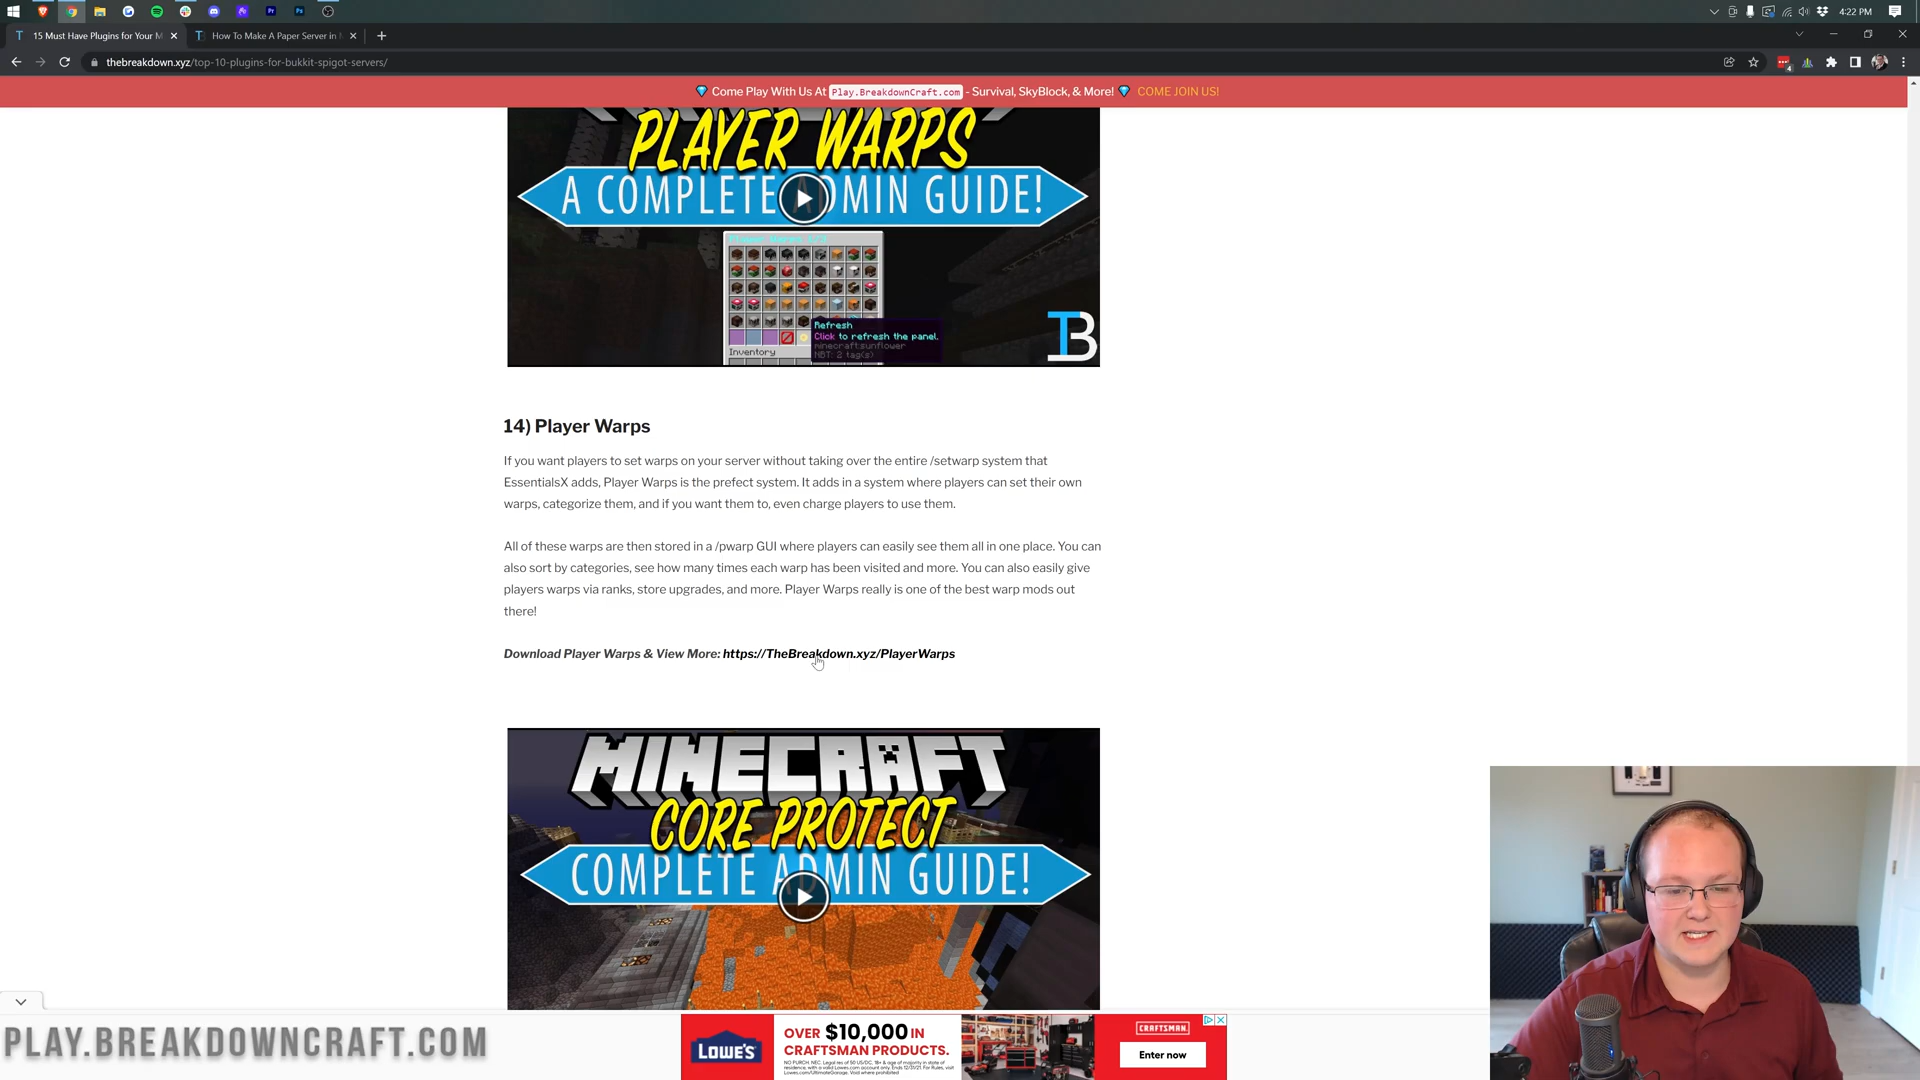 4:22 PM
15 Must Have Plugins for Your M
How To Make A Paper Server in
thebreakdown.xyz/top-10-plugins-for-bukkit-spigot-servers/
4
Come Play With Us At Play.BreakdownCraft.com - Survival, SkyBlock, & More! COME JOIN US!
PLAYER WARPS
A COMPLETE ADMIN GUIDE!
Refresh
Click to refresh the panel.
minecraft:sunflower
NBT: 2 tag(s)
Inventory
TB
14) Player Warps
If you want players to set warps on your server without taking over the entire /setwarp system that
EssentialsX adds, Player Warps is the prefect system. It adds in a system where players can set their own
warps, categorize them, and if you want them to, even charge players to use them.
All of these warps are then stored in a /pwarp GUI where players can easily see them all in one place. You can
also sort by categories, see how many times each warp has been visited and more. You can also easily give
players warps via ranks, store upgrades, and more. Player Warps really is one of the best warp mods out
there!
Download Player Warps & View More: https://TheBreakdown.xyz/PlayerWarps
MINECRAFT
CORE PROTECT
COMPLETE ADMIN GUIDE!
PLAY.BREAKDOWNCRAFT.COM
LOWE'S
OVER $10,000 IN
CRAFTSMAN PRODUCTS.
CRAFTSMAN
Enter now